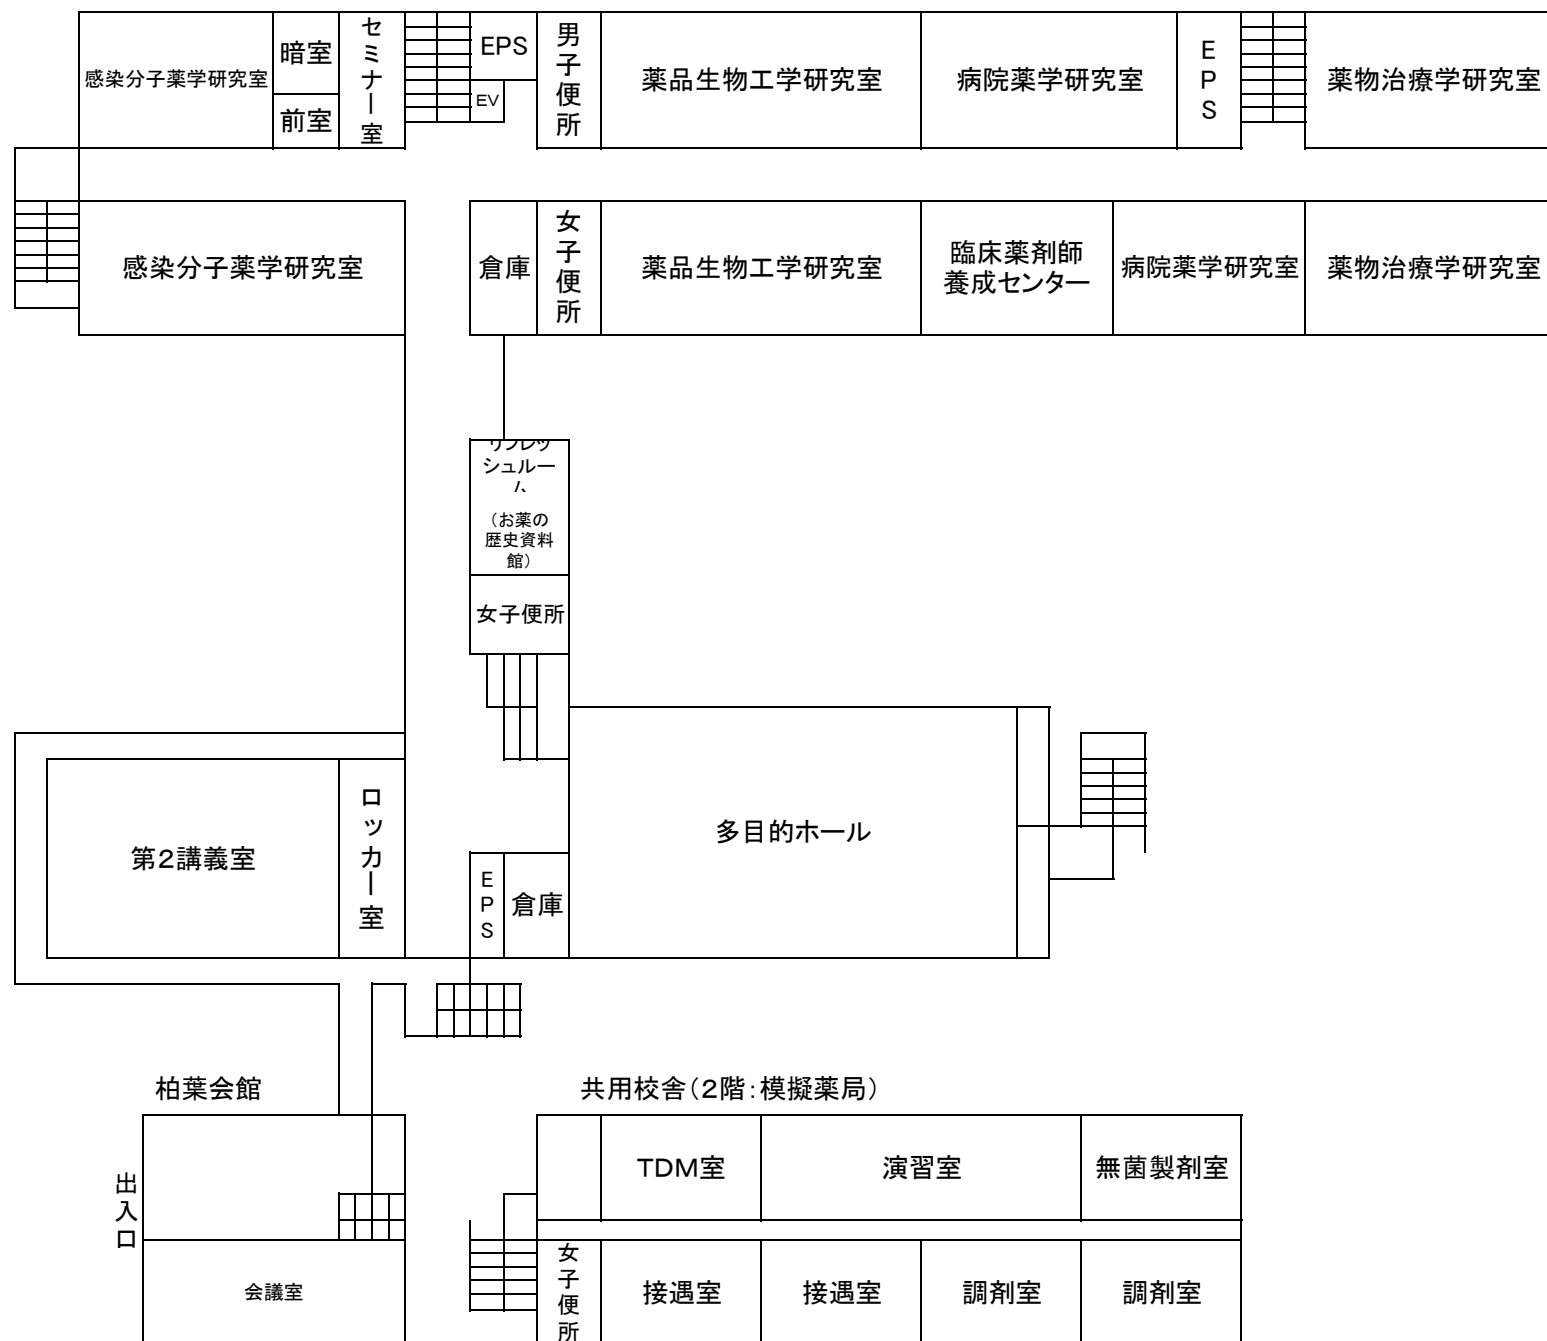 感染分子薬学研究室
暗室
前室
セミナー室
EPS
EV
男子便所
薬品生物工学研究室
病院薬学研究室
EPS
薬物治療学研究室
感染分子薬学研究室
倉庫
女子便所
薬品生物工学研究室
臨床薬剤師
養成センター
病院薬学研究室
薬物治療学研究室
リフレッ
シュルー
ム
（お薬の
歴史資料
館）
女子便所
第2講義室
ロッカー室
多目的ホール
EPS
倉庫
柏葉会館
共用校舎（2階：模擬薬局）
出入口
TDM室
演習室
無菌製剤室
会議室
女子便所
接遇室
接遇室
調剤室
調剤室